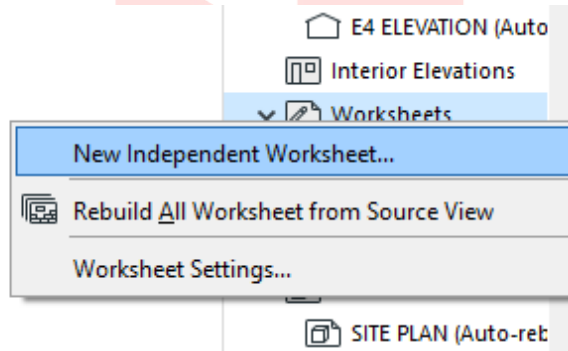 E4 ELEVATION (Auto
Interior Elevations
Worksheets
New Independent Worksheet...
Rebuild All Worksheet from Source View
Worksheet Settings...
SITE PLAN (Auto-reb